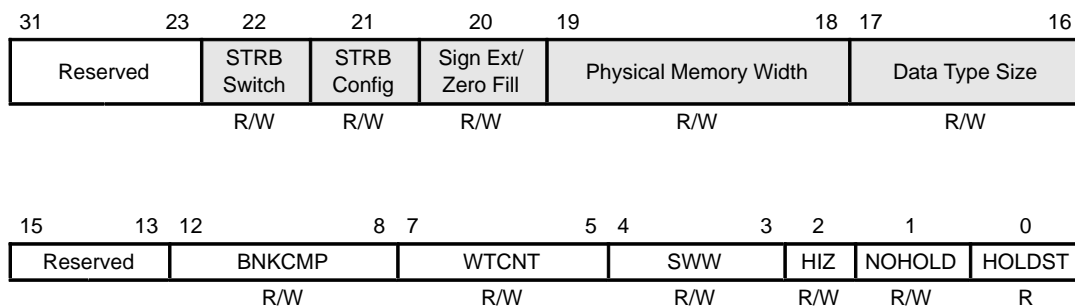 31 23 22 21 20 19 18 17 16
Reserved STRB Switch STRB Config Sign Ext/ Zero Fill Physical Memory Width Data Type Size
R/W R/W R/W R/W R/W
15 13 12 8 7 5 4 3 2 1 0
Reserved BNKCMP WTCNT SWW HIZ NOHOLD HOLDST
R/W R/W R/W R/W R/W R